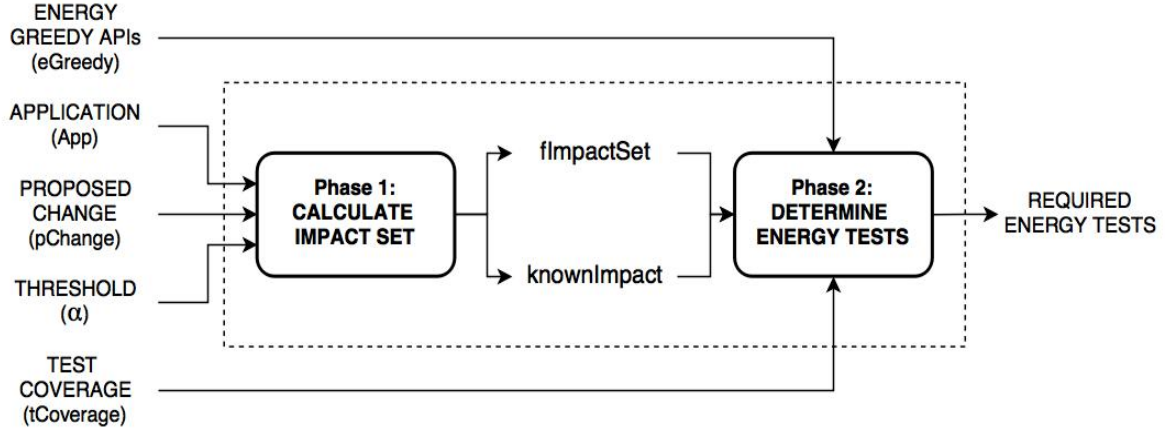 ENERGY
GREEDY APIs
(eGreedy)
APPLICATION
(App)
PROPOSED
CHANGE
(pChange)
THRESHOLD
(α)
TEST
COVERAGE
(tCoverage)
Phase 1:
CALCULATE
IMPACT SET
fImpactSet
knownImpact
Phase 2:
DETERMINE
ENERGY TESTS
REQUIRED
ENERGY TESTS